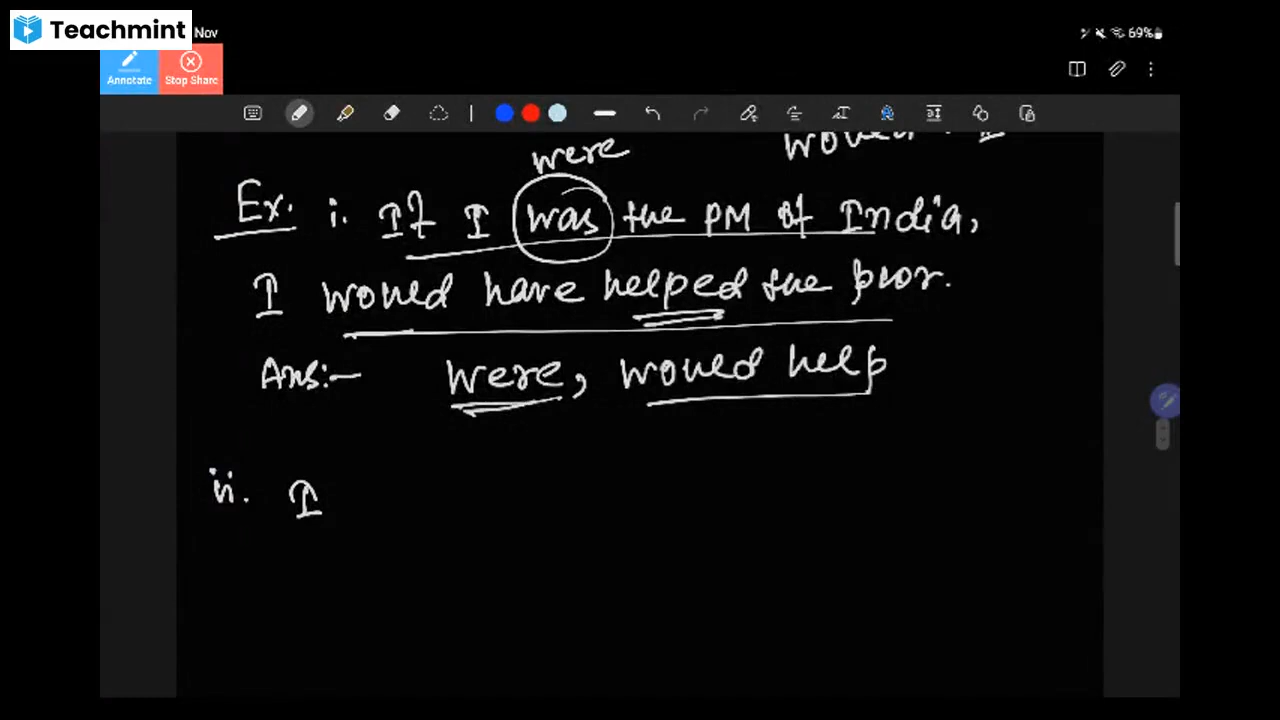 Teachmint
Nov
69%
Annotate
Stop Share
were
would
Ex. i. If I was the PM of India,
I would have helped the poor.
Ans:- were, would help
ii. I